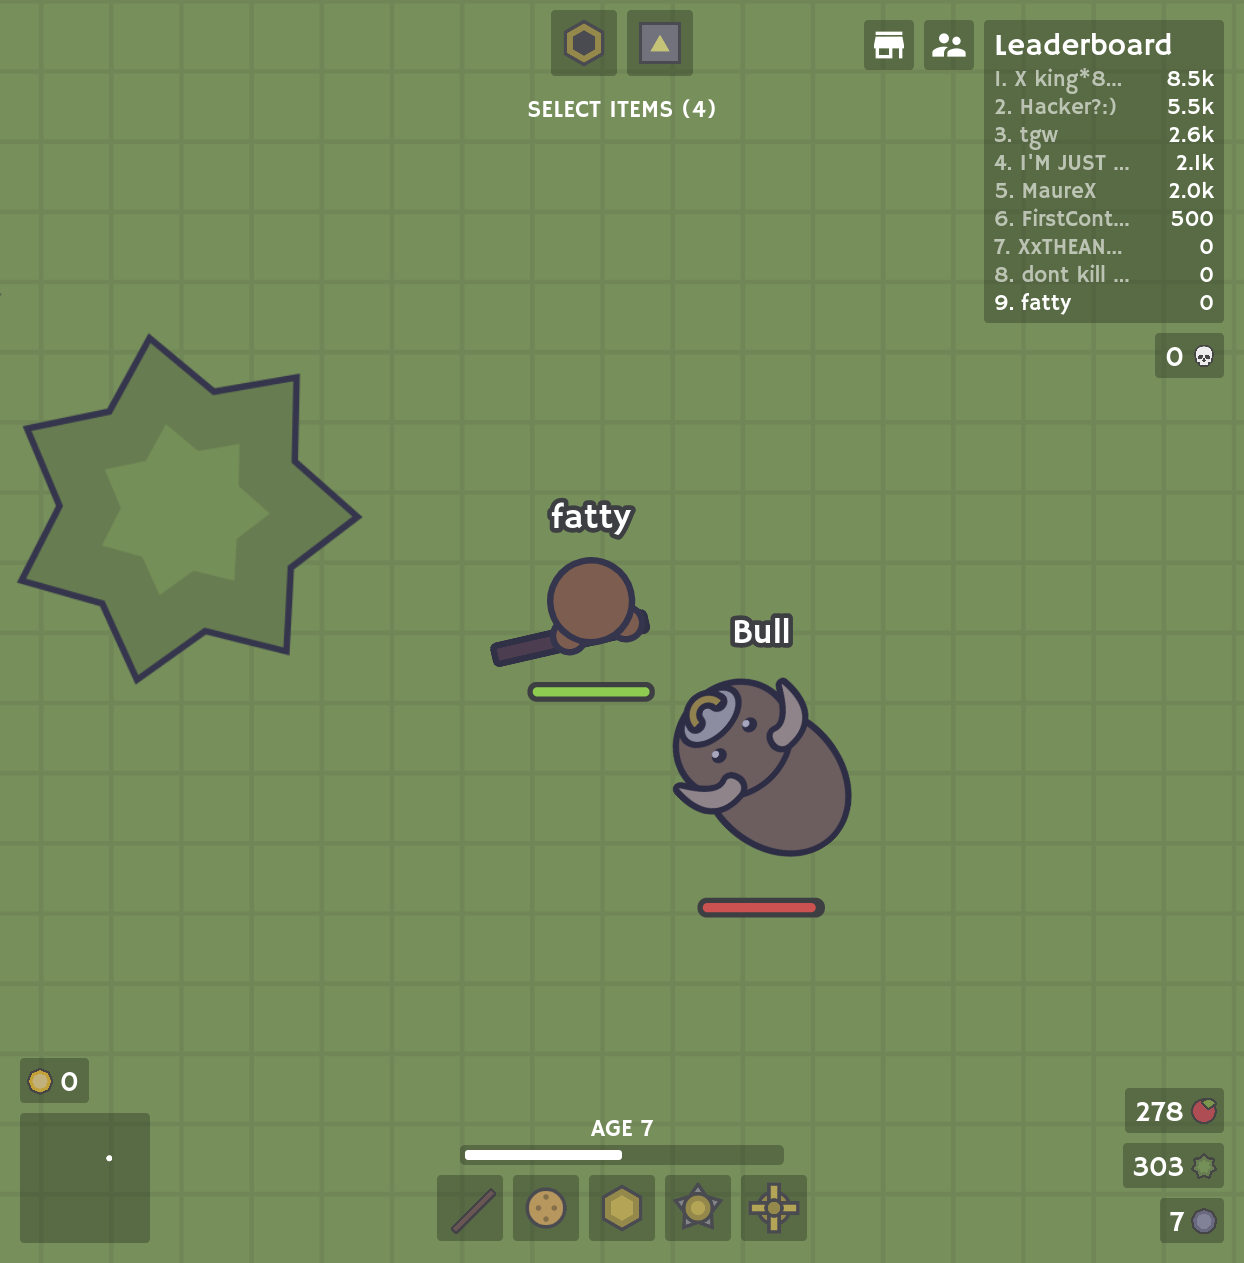 SELECT ITEMS (4)
Leaderboard
1. X king*8... 8.5k
2. Hacker?:) 5.5k
3. tgw 2.6k
4. I'M JUST ... 2.1k
5. MaureX 2.0k
6. FirstCont... 500
7. XxTHEAN... 0
8. dont kill ... 0
9. fatty 0
0
fatty
Bull
0
AGE 7
278
303
7